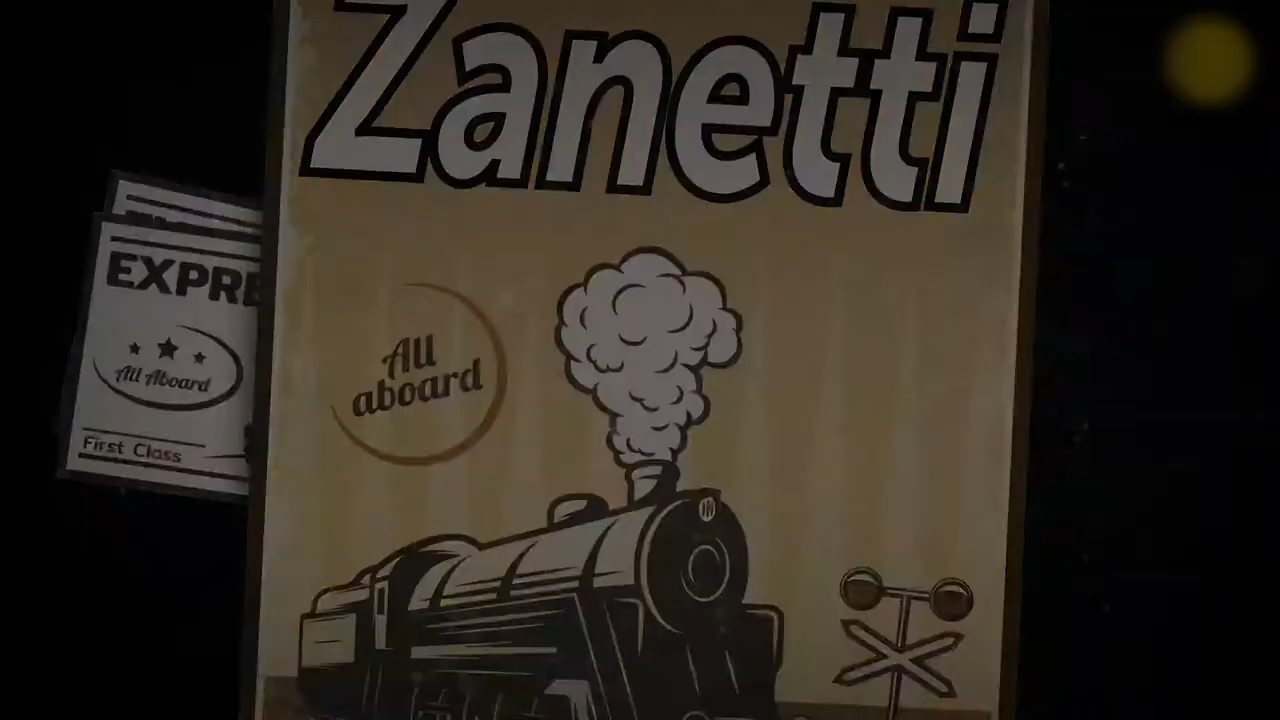 Zanetti
EXPRE
All Aboard
First Class
All
aboard